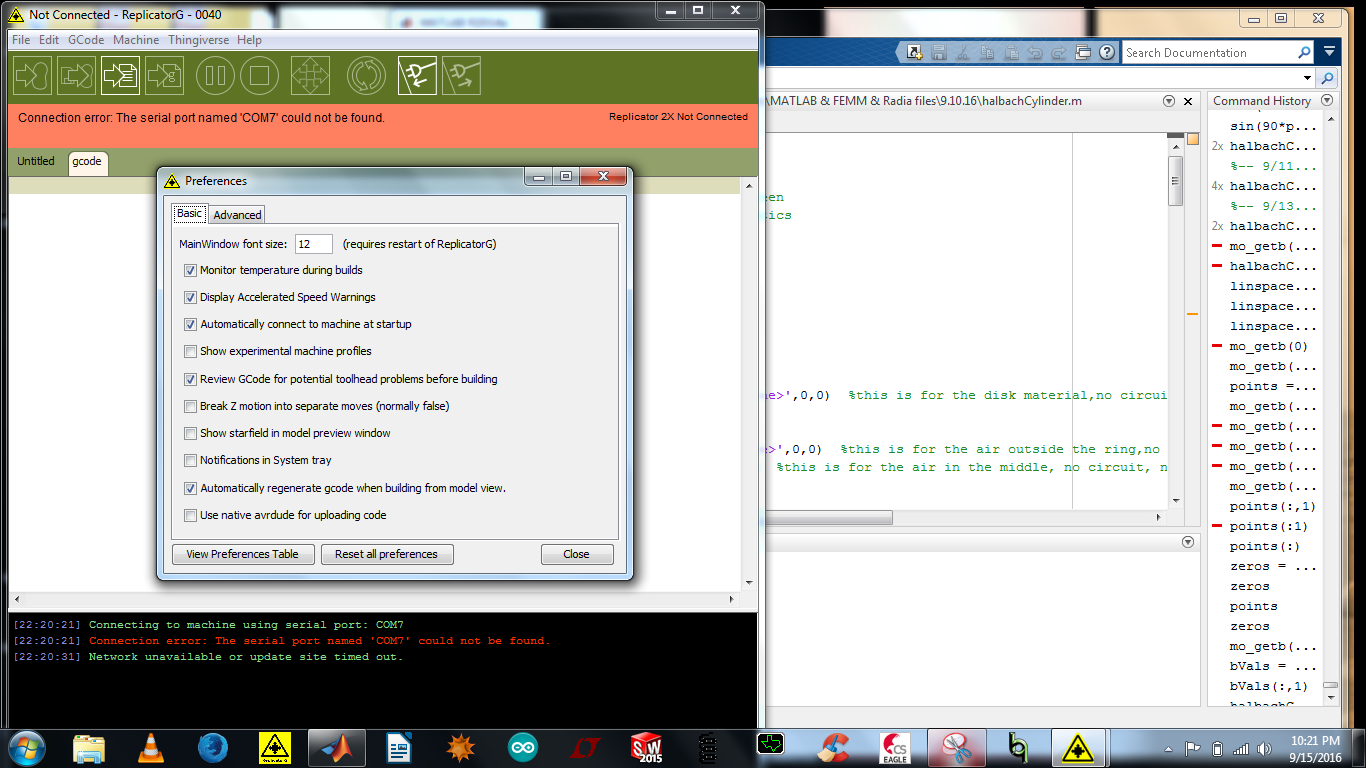 Not Connected - ReplicatorG - 0040
File Edit GCode Machine Thingiverse Help
Connection error: The serial port named 'COM7' could not be found.
Replicator 2X Not Connected
Untitled
gcode
Preferences
Basic
Advanced
MainWindow font size: 12 (requires restart of ReplicatorG)
Monitor temperature during builds
Display Accelerated Speed Warnings
Automatically connect to machine at startup
Show experimental machine profiles
Review GCode for potential toolhead problems before building
Break Z motion into separate moves (normally false)
Show starfield in model preview window
Notifications in System tray
Automatically regenerate gcode when building from model view.
Use native avrdude for uploading code
View Preferences Table
Reset all preferences
Close
[22:20:21] Connecting to machine using serial port: COM7
[22:20:21] Connection error: The serial port named 'COM7' could not be found.
[22:20:31] Network unavailable or update site timed out.
Search Documentation
\MATLAB & FEMM & Radia files\9.10.16\halbachCylinder.m
een
ics
e>',0,0) %this is for the disk material,no circui
e>',0,0) %this is for the air outside the ring,no
%this is for the air in the middle, no circuit, n
Command History
sin(90*p...
2x halbachC...
%-- 9/11...
4x halbachC...
%-- 9/13...
2x halbachC...
mo_getb(...
halbachC...
linspace...
linspace...
linspace...
mo_getb(0)
mo_getb(...
points =...
mo_getb(...
mo_getb(...
mo_getb(...
mo_getb(...
mo_getb(...
points(:,1)
points(:1)
points(:)
zeros = ...
zeros
points
zeros
mo_getb(...
bVals = ...
bVals(:,1)
halbachC...
SW
2015
CS
EAGLE
10:21 PM
9/15/2016